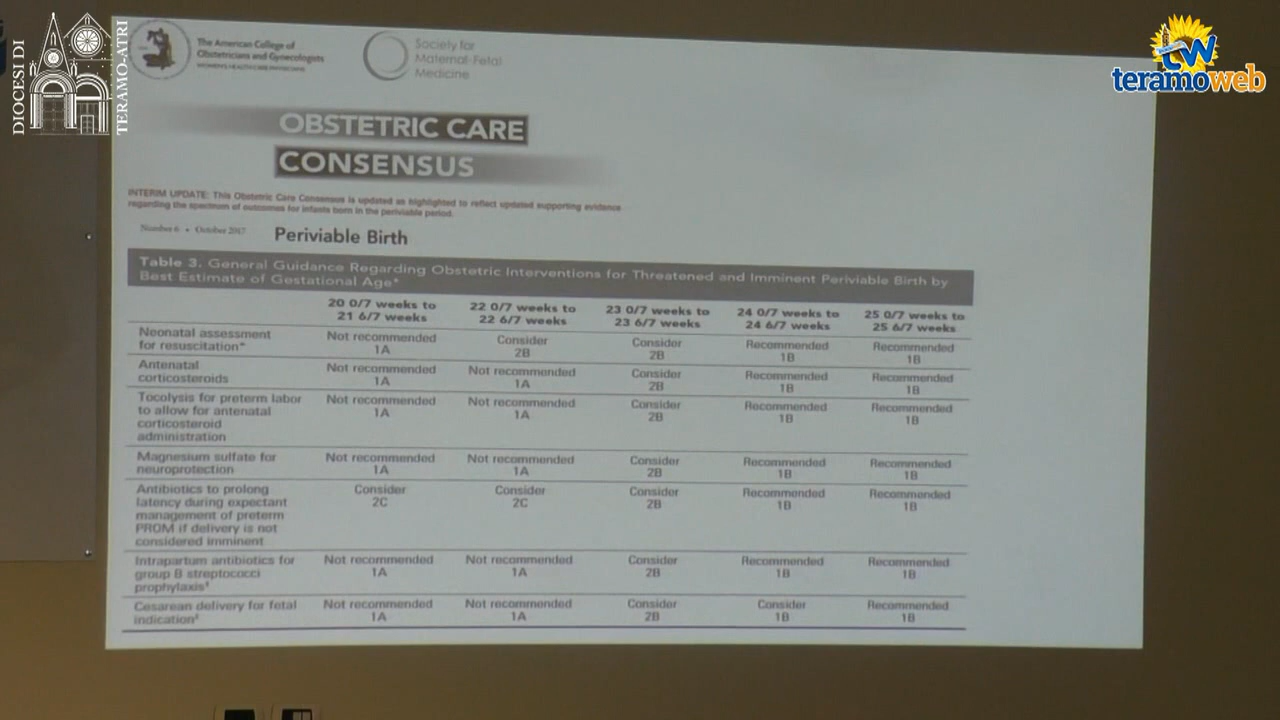 DIOCESI DI
TERAMO-ATRI
The American College of
Obstetricians and Gynecologists
WOMEN'S HEALTH CARE PHYSICIANS
Society for
Maternal-Fetal
Medicine
tw
teramoweb
OBSTETRIC CARE
CONSENSUS
INTERIM UPDATE: This Obstetric Care Consensus is updated as highlighted to reflect updated supporting evidence
regarding the spectrum of outcomes for infants born in the periviable period.
Number 6 • October 2017
Periviable Birth
Table 3. General Guidance Regarding Obstetric Interventions for Threatened and Imminent Periviable Birth by
Best Estimate of Gestational Age*
20 0/7 weeks to 22 0/7 weeks to 23 0/7 weeks to 24 0/7 weeks to 25 0/7 weeks to
21 6/7 weeks 22 6/7 weeks 23 6/7 weeks 24 6/7 weeks 25 6/7 weeks
Neonatal assessment Not recommended Consider Consider Recommended Recommended
for resuscitation* 1A 2B 2B 1B 1B
Antenatal Not recommended Not recommended Consider Recommended Recommended
corticosteroids 1A 1A 2B 1B 1B
Tocolysis for preterm labor Not recommended Not recommended Consider Recommended Recommended
to allow for antenatal 1A 1A 2B 1B 1B
corticosteroid
administration
Magnesium sulfate for Not recommended Not recommended Consider Recommended Recommended
neuroprotection 1A 1A 2B 1B 1B
Antibiotics to prolong Consider Consider Consider Recommended Recommended
latency during expectant 2C 2C 2B 1B 1B
management of preterm
PROM if delivery is not
considered imminent
Intrapartum antibiotics for Not recommended Not recommended Consider Recommended Recommended
group B streptococci 1A 1A 2B 1B 1B
prophylaxis‡
Cesarean delivery for fetal Not recommended Not recommended Consider Consider Recommended
indication‡ 1A 1A 2B 1B 1B